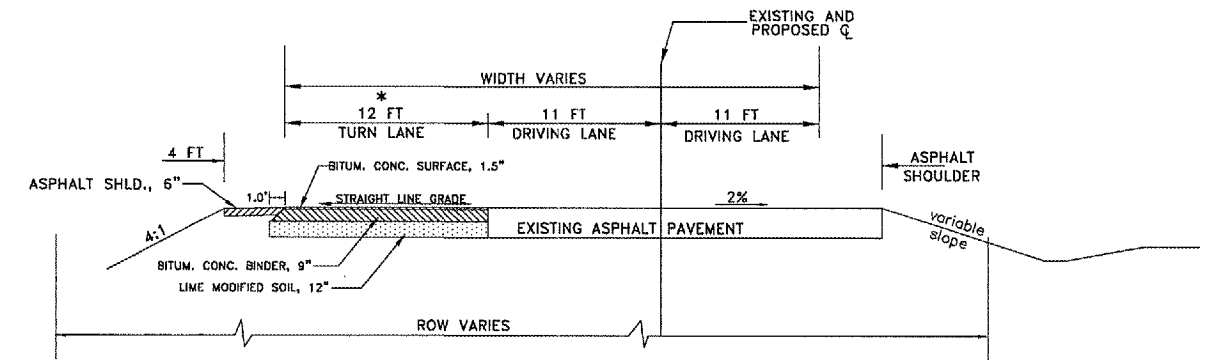 EXISTING AND
PROPOSED ℄
WIDTH VARIES
*
12 FT
TURN LANE
11 FT
DRIVING LANE
11 FT
DRIVING LANE
4 FT
ASPHALT
SHOULDER
BITUM. CONC. SURFACE, 1.5"
ASPHALT SHLD., 6"
1.0'
STRAIGHT LINE GRADE
2%
4:1
EXISTING ASPHALT PAVEMENT
variable
slope
BITUM. CONC. BINDER, 9"
LIME MODIFIED SOIL, 12"
ROW VARIES